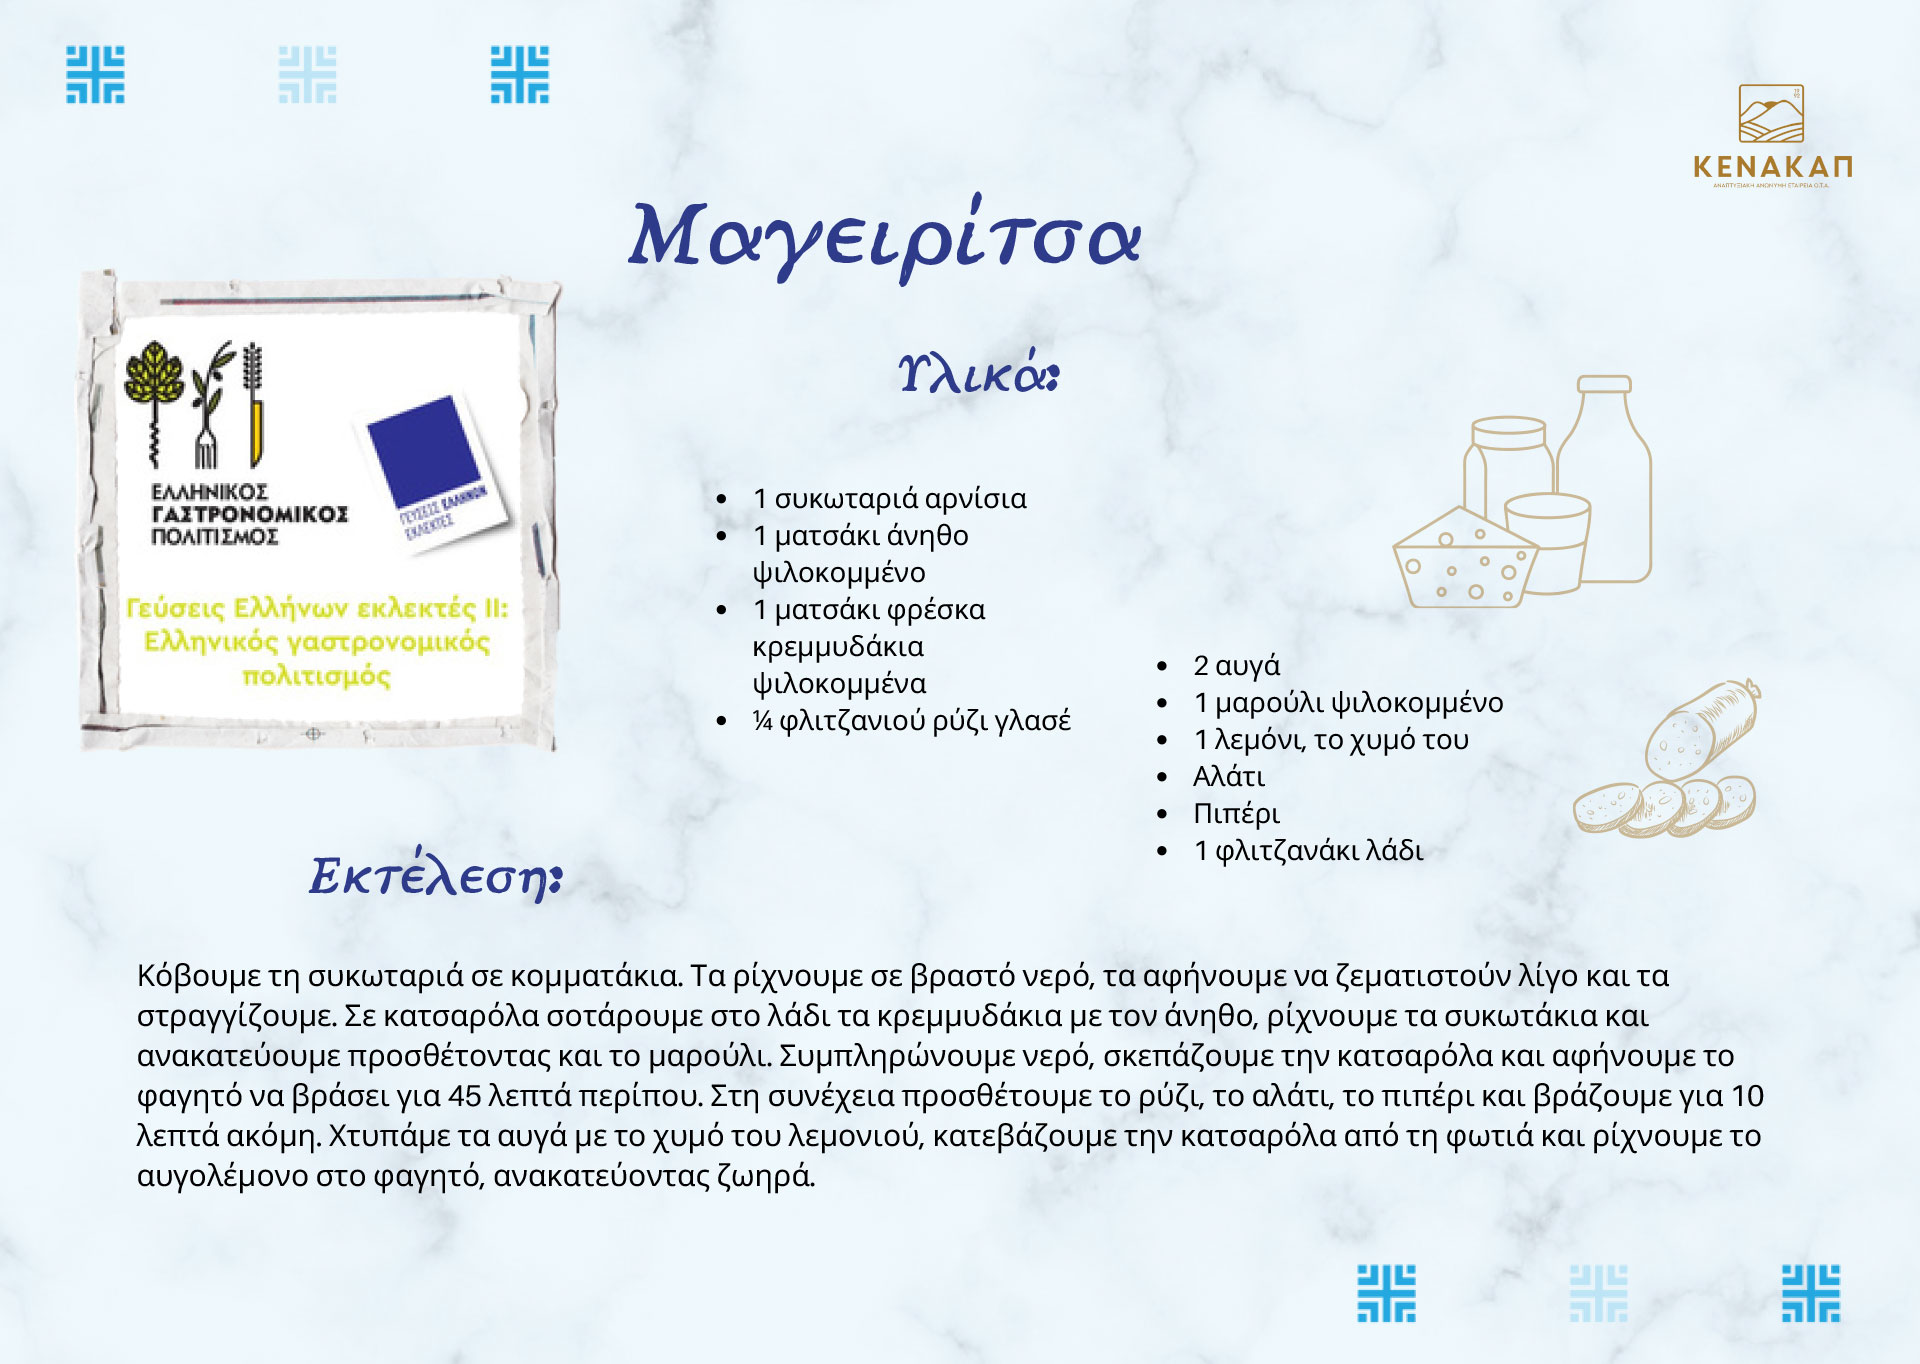 ΚΕΝΑΚΑΠ
ΑΝΑΠΤΥΞΙΑΚΗ ΑΝΩΝΥΜΗ ΕΤΑΙΡΕΙΑ Ο.Τ.Α.
Μαγειρίτσα
ΕΛΛΗΝΙΚΟΣ
ΓΑΣΤΡΟΝΟΜΙΚΟΣ
ΠΟΛΙΤΙΣΜΟΣ
ΓΕΥΣΕΙΣ ΕΛΛΗΝΩΝ
ΕΚΛΕΚΤΕΣ
Γεύσεις Ελλήνων εκλεκτές ΙΙ:
Ελληνικός γαστρονομικός
πολιτισμός
Υλικά:
• 1 συκωταριά αρνίσια
• 1 ματσάκι άνηθο
ψιλοκομμένο
• 1 ματσάκι φρέσκα
κρεμμυδάκια
ψιλοκομμένα
• ¼ φλιτζανιού ρύζι γλασέ
• 2 αυγά
• 1 μαρούλι ψιλοκομμένο
• 1 λεμόνι, το χυμό του
• Αλάτι
• Πιπέρι
• 1 φλιτζανάκι λάδι
Εκτέλεση:
Κόβουμε τη συκωταριά σε κομματάκια. Τα ρίχνουμε σε βραστό νερό, τα αφήνουμε να ζεματιστούν λίγο και τα
στραγγίζουμε. Σε κατσαρόλα σοτάρουμε στο λάδι τα κρεμμυδάκια με τον άνηθο, ρίχνουμε τα συκωτάκια και
ανακατεύουμε προσθέτοντας και το μαρούλι. Συμπληρώνουμε νερό, σκεπάζουμε την κατσαρόλα και αφήνουμε το
φαγητό να βράσει για 45 λεπτά περίπου. Στη συνέχεια προσθέτουμε το ρύζι, το αλάτι, το πιπέρι και βράζουμε για 10
λεπτά ακόμη. Χτυπάμε τα αυγά με το χυμό του λεμονιού, κατεβάζουμε την κατσαρόλα από τη φωτιά και ρίχνουμε το
αυγολέμονο στο φαγητό, ανακατεύοντας ζωηρά.